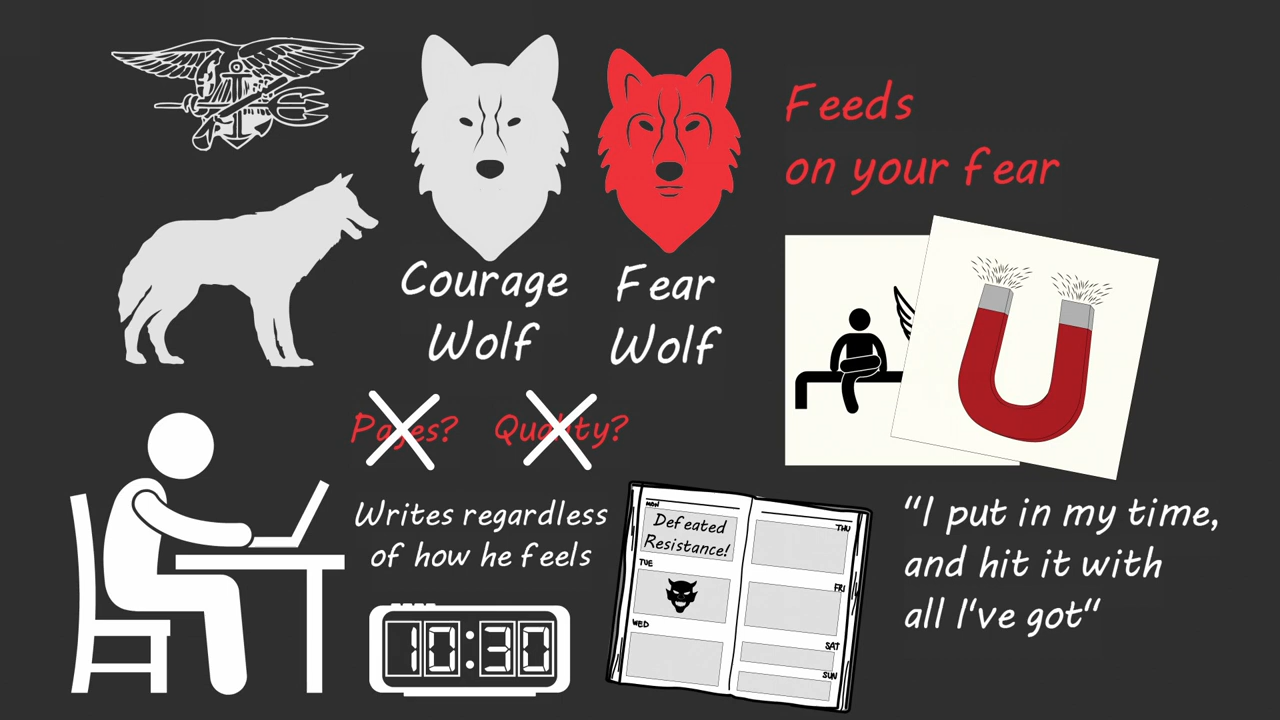 Feeds
on your fear
Courage
Wolf
Fear
Wolf
Pages?
Quality?
Writes regardless
of how he feels
10:30
MON
Defeated
Resistance!
TUE
WED
THU
FRI
SAT
SUN
“I put in my time,
and hit it with
all I've got“